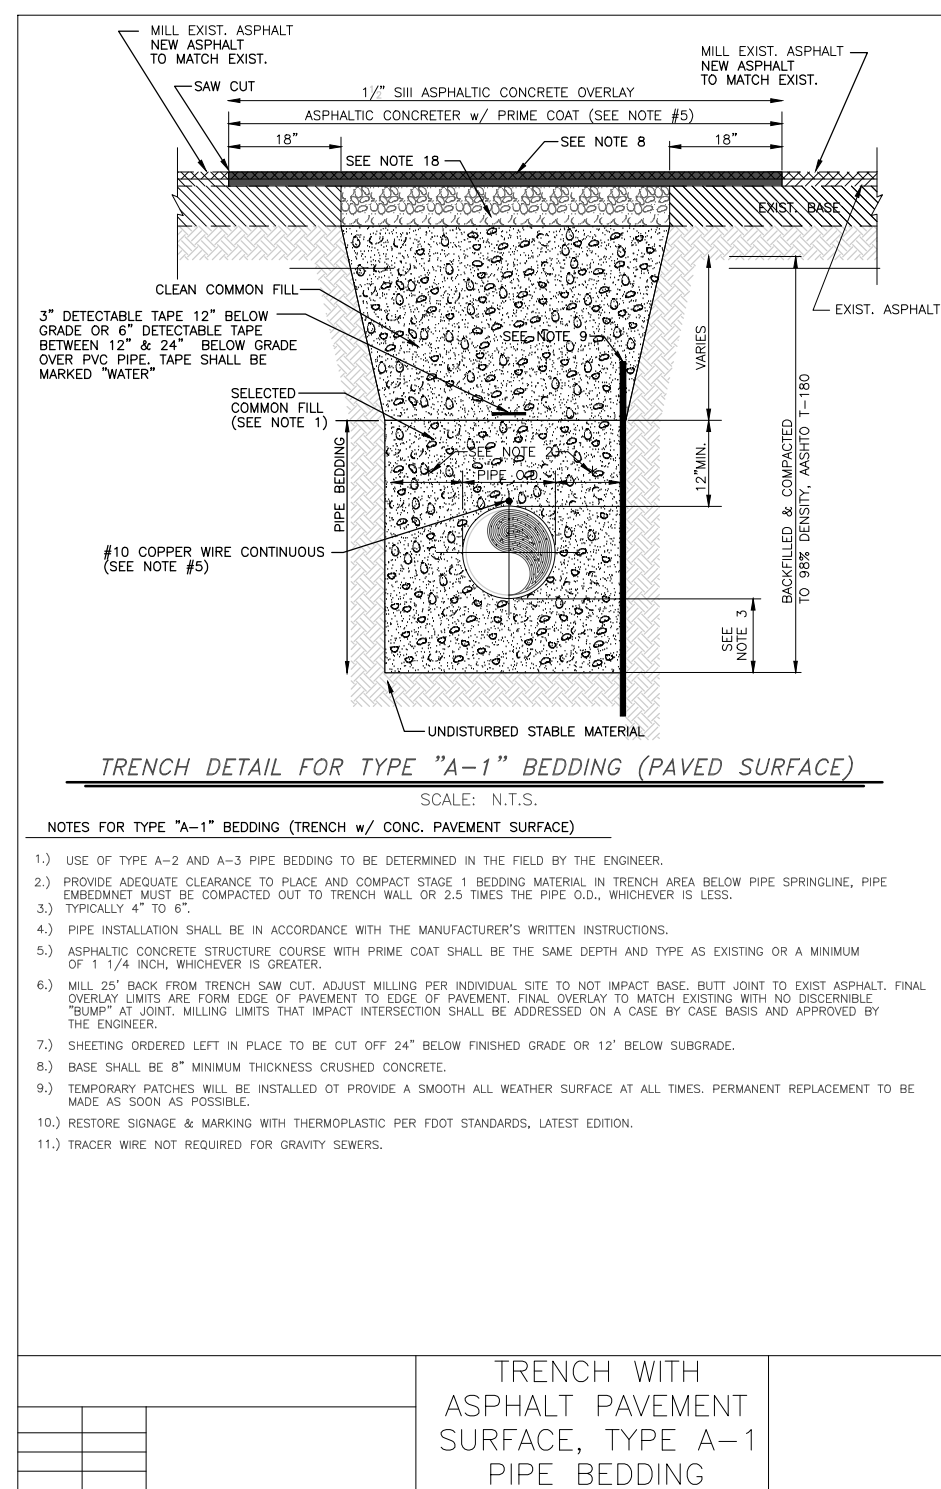 MILL EXIST. ASPHALT
NEW ASPHALT
TO MATCH EXIST.
MILL EXIST. ASPHALT
NEW ASPHALT
TO MATCH EXIST.
SAW CUT
1 1/2" SIII ASPHALTIC CONCRETE OVERLAY
ASPHALTIC CONCRETER w/ PRIME COAT (SEE NOTE #5)
18"
SEE NOTE 8
18"
SEE NOTE 18
EXIST. BASE
CLEAN COMMON FILL
EXIST. ASPHALT
3" DETECTABLE TAPE 12" BELOW
GRADE OR 6" DETECTABLE TAPE
BETWEEN 12" & 24" BELOW GRADE
OVER PVC PIPE. TAPE SHALL BE
MARKED "WATER"
SEE NOTE 9
VARIES
SELECTED
COMMON FILL
(SEE NOTE 1)
PIPE BEDDING
SEE NOTE 2
PIPE O.D.
12"MIN.
BACKFILLED & COMPACTED
TO 98% DENSITY, AASHTO T-180
#10 COPPER WIRE CONTINUOUS
(SEE NOTE #5)
SEE
NOTE 3
UNDISTURBED STABLE MATERIAL
TRENCH DETAIL FOR TYPE "A-1" BEDDING (PAVED SURFACE)
SCALE: N.T.S.
NOTES FOR TYPE "A-1" BEDDING (TRENCH w/ CONC. PAVEMENT SURFACE)
1.) USE OF TYPE A-2 AND A-3 PIPE BEDDING TO BE DETERMINED IN THE FIELD BY THE ENGINEER.
2.) PROVIDE ADEQUATE CLEARANCE TO PLACE AND COMPACT STAGE 1 BEDDING MATERIAL IN TRENCH AREA BELOW PIPE SPRINGLINE, PIPE
EMBEDMNET MUST BE COMPACTED OUT TO TRENCH WALL OR 2.5 TIMES THE PIPE O.D., WHICHEVER IS LESS.
3.) TYPICALLY 4" TO 6".
4.) PIPE INSTALLATION SHALL BE IN ACCORDANCE WITH THE MANUFACTURER'S WRITTEN INSTRUCTIONS.
5.) ASPHALTIC CONCRETE STRUCTURE COURSE WITH PRIME COAT SHALL BE THE SAME DEPTH AND TYPE AS EXISTING OR A MINIMUM
OF 1 1/4 INCH, WHICHEVER IS GREATER.
6.) MILL 25' BACK FROM TRENCH SAW CUT. ADJUST MILLING PER INDIVIDUAL SITE TO NOT IMPACT BASE. BUTT JOINT TO EXIST ASPHALT. FINAL
OVERLAY LIMITS ARE FORM EDGE OF PAVEMENT TO EDGE OF PAVEMENT. FINAL OVERLAY TO MATCH EXISTING WITH NO DISCERNIBLE
"BUMP" AT JOINT. MILLING LIMITS THAT IMPACT INTERSECTION SHALL BE ADDRESSED ON A CASE BY CASE BASIS AND APPROVED BY
THE ENGINEER.
7.) SHEETING ORDERED LEFT IN PLACE TO BE CUT OFF 24" BELOW FINISHED GRADE OR 12' BELOW SUBGRADE.
8.) BASE SHALL BE 8" MINIMUM THICKNESS CRUSHED CONCRETE.
9.) TEMPORARY PATCHES WILL BE INSTALLED OT PROVIDE A SMOOTH ALL WEATHER SURFACE AT ALL TIMES. PERMANENT REPLACEMENT TO BE
MADE AS SOON AS POSSIBLE.
10.) RESTORE SIGNAGE & MARKING WITH THERMOPLASTIC PER FDOT STANDARDS, LATEST EDITION.
11.) TRACER WIRE NOT REQUIRED FOR GRAVITY SEWERS.
TRENCH WITH
ASPHALT PAVEMENT
SURFACE, TYPE A-1
PIPE BEDDING